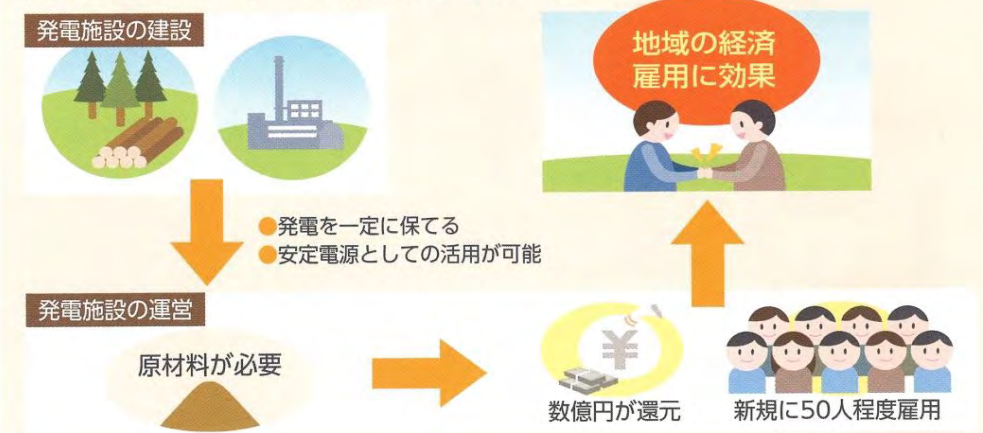 発電施設の建設
地域の経済
雇用に効果
●発電を一定に保てる
●安定電源としての活用が可能
発電施設の運営
原材料が必要
¥
数億円が還元
新規に50人程度雇用